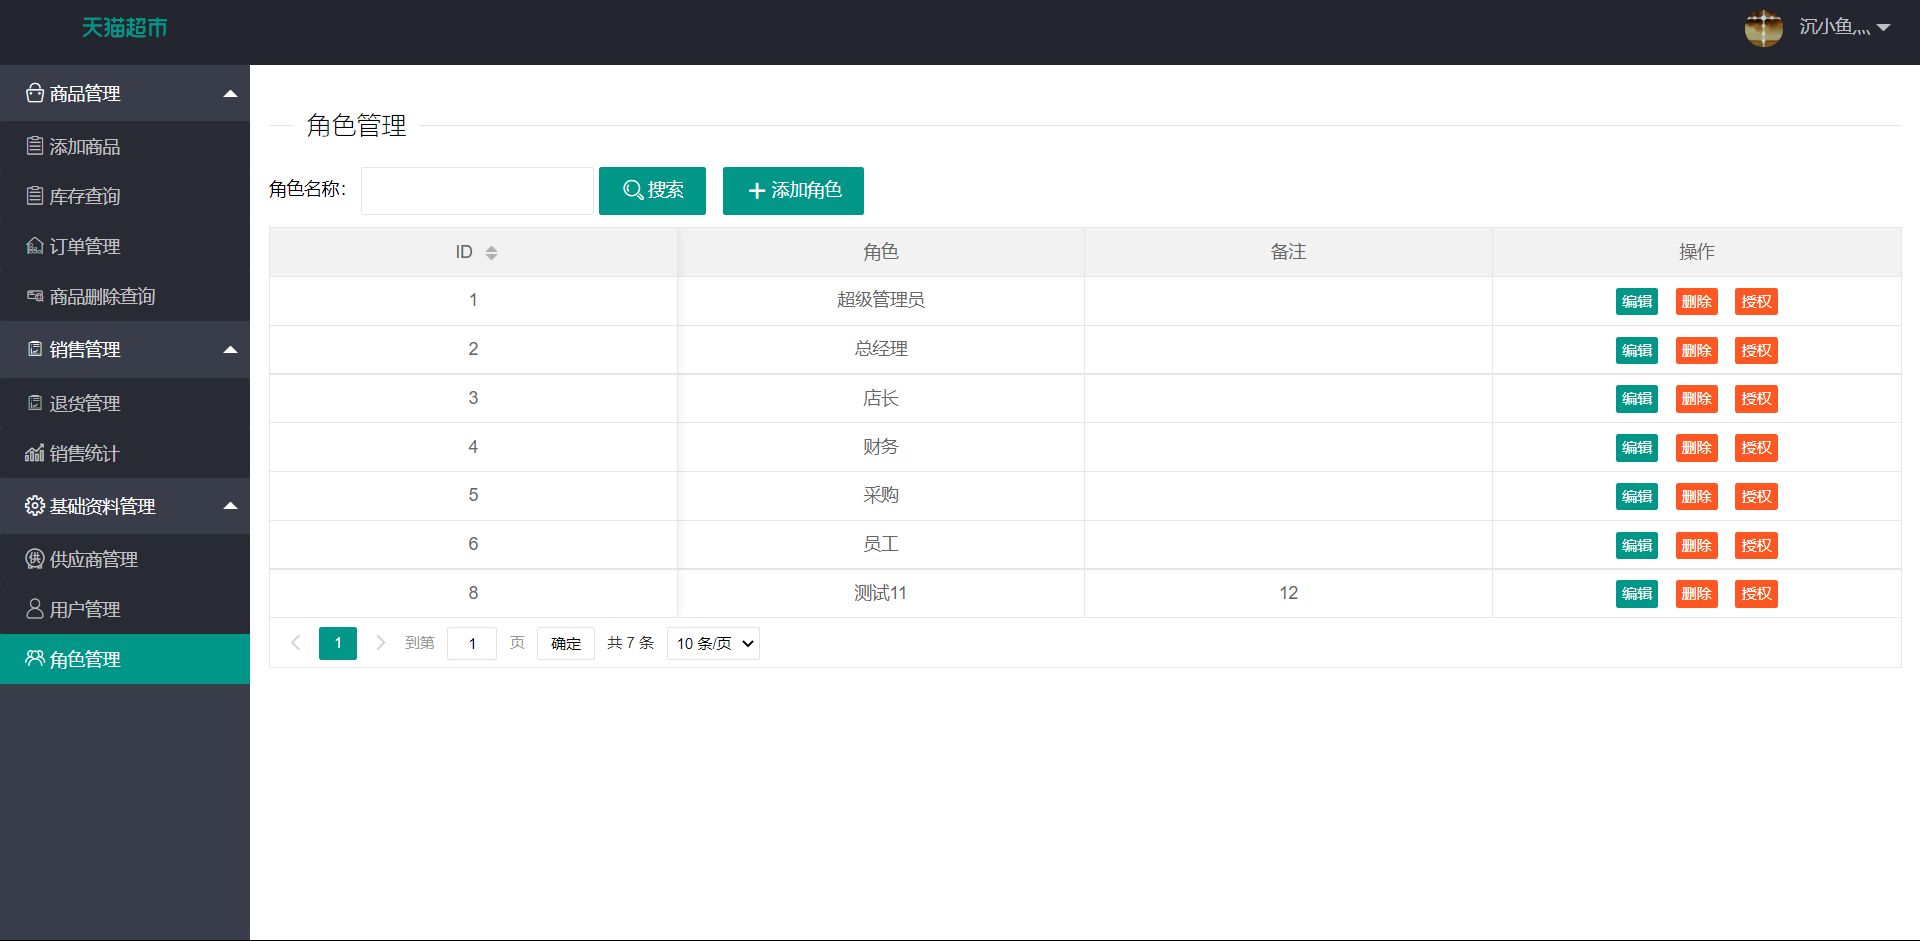 天猫超市
沉小鱼灬
商品管理
添加商品
库存查询
订单管理
商品删除查询
销售管理
退货管理
销售统计
基础资料管理
供应商管理
用户管理
角色管理
角色管理
角色名称: 搜索 添加角色
ID 角色 备注 操作
1 超级管理员 编辑 删除 授权
2 总经理 编辑 删除 授权
3 店长 编辑 删除 授权
4 财务 编辑 删除 授权
5 采购 编辑 删除 授权
6 员工 编辑 删除 授权
8 测试11 12 编辑 删除 授权
1 到第 1 页 确定 共 7 条 10 条/页